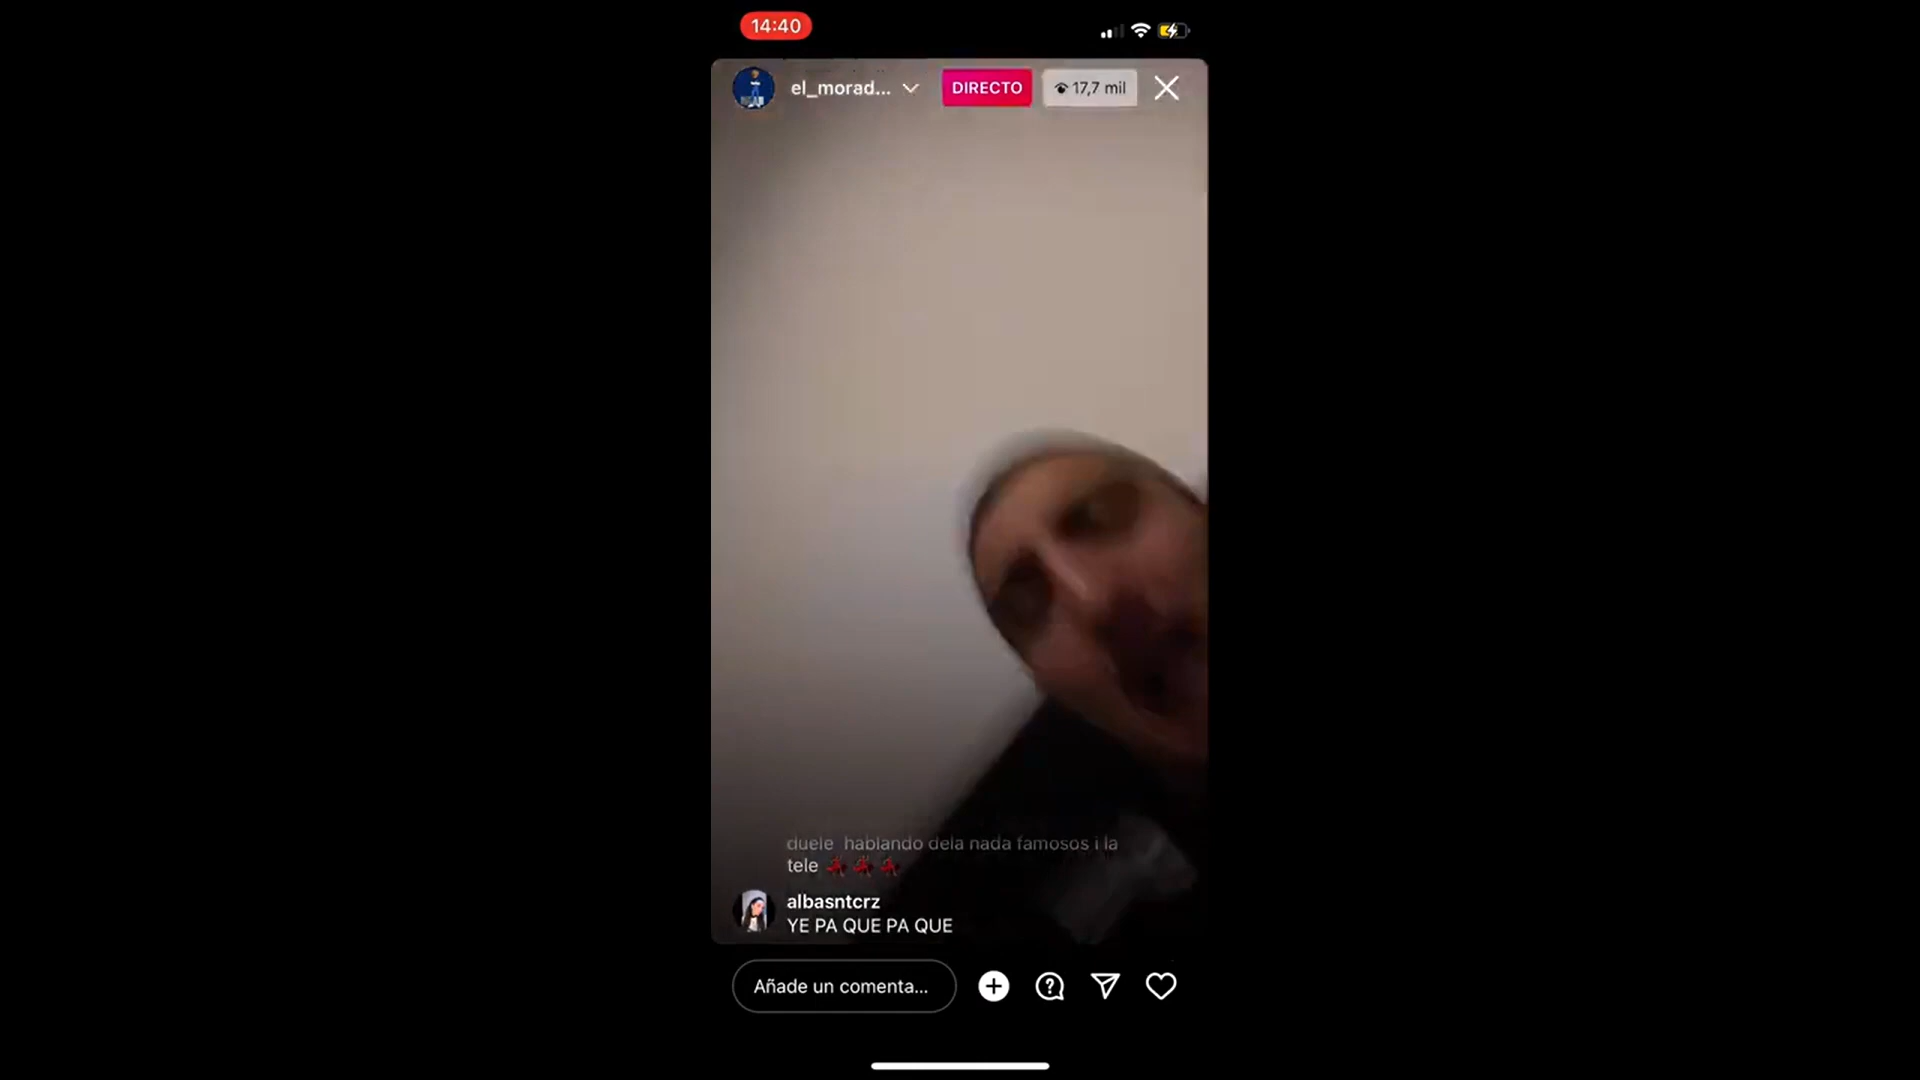 14:40
el_morad...
DIRECTO
17,7 mil
duele hablando dela nada famosos i la
tele
albasntcrz
YE PA QUE PA QUE
Añade un comenta...